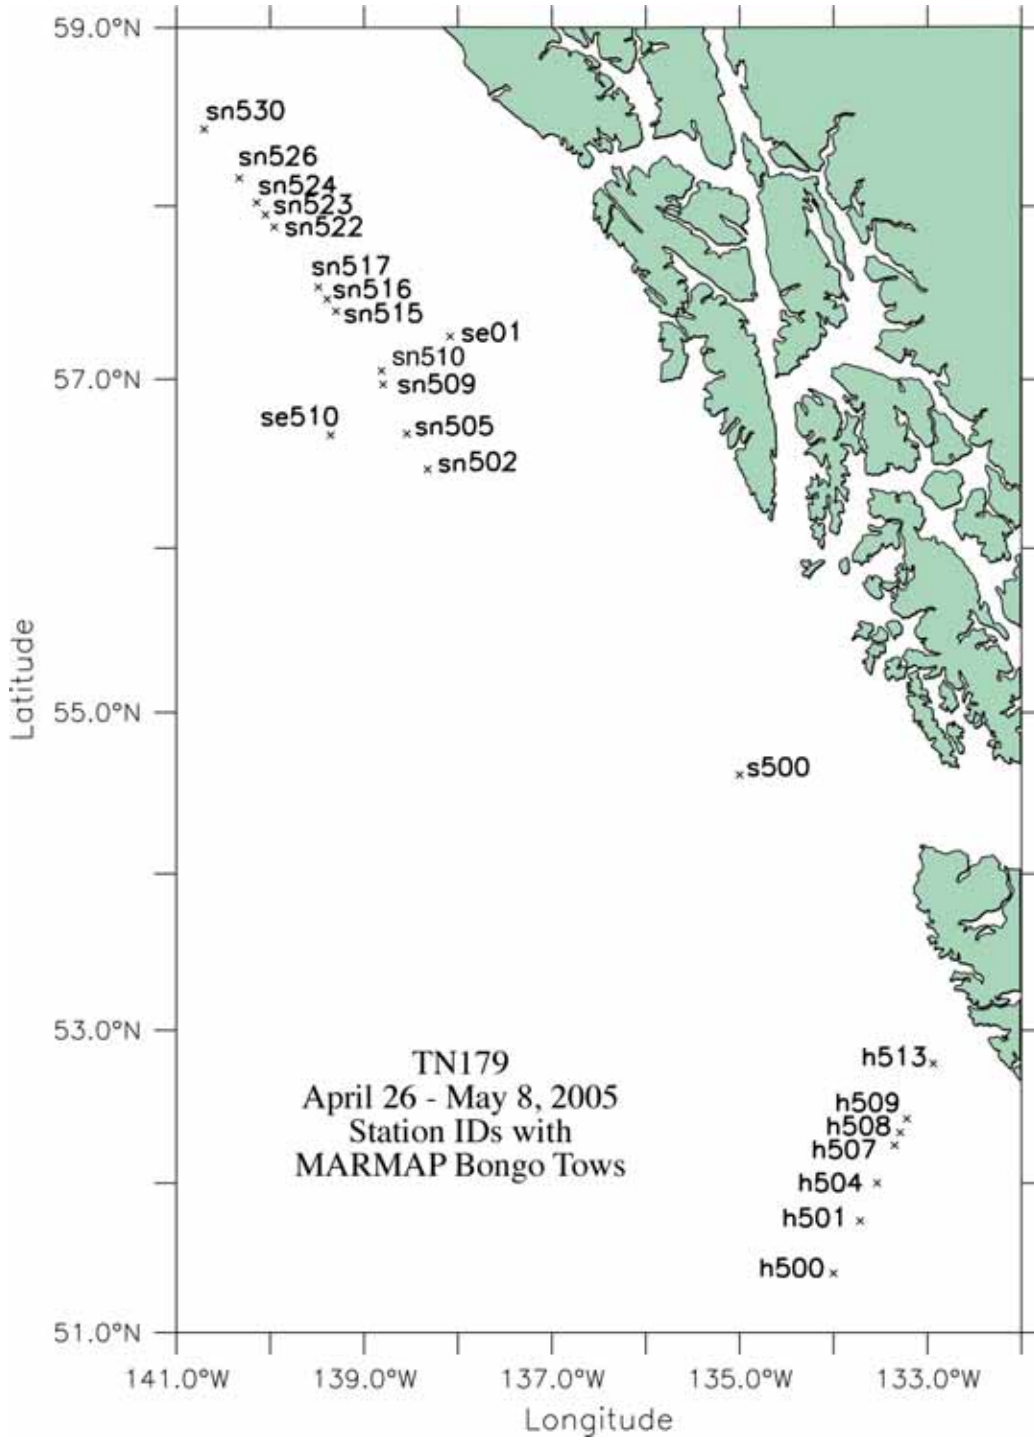 59.0°N
sn530
sn526
sn524
sn523
sn522
sn517
sn516
sn515
se01
sn510
57.0°N
sn509
se510
sn505
sn502
Latitude
55.0°N
s500
53.0°N
TN179
April 26 - May 8, 2005
Station IDs with
MARMAP Bongo Tows
h513
h509
h508
h507
h504
h501
h500
51.0°N
141.0°W 139.0°W 137.0°W 135.0°W 133.0°W
Longitude